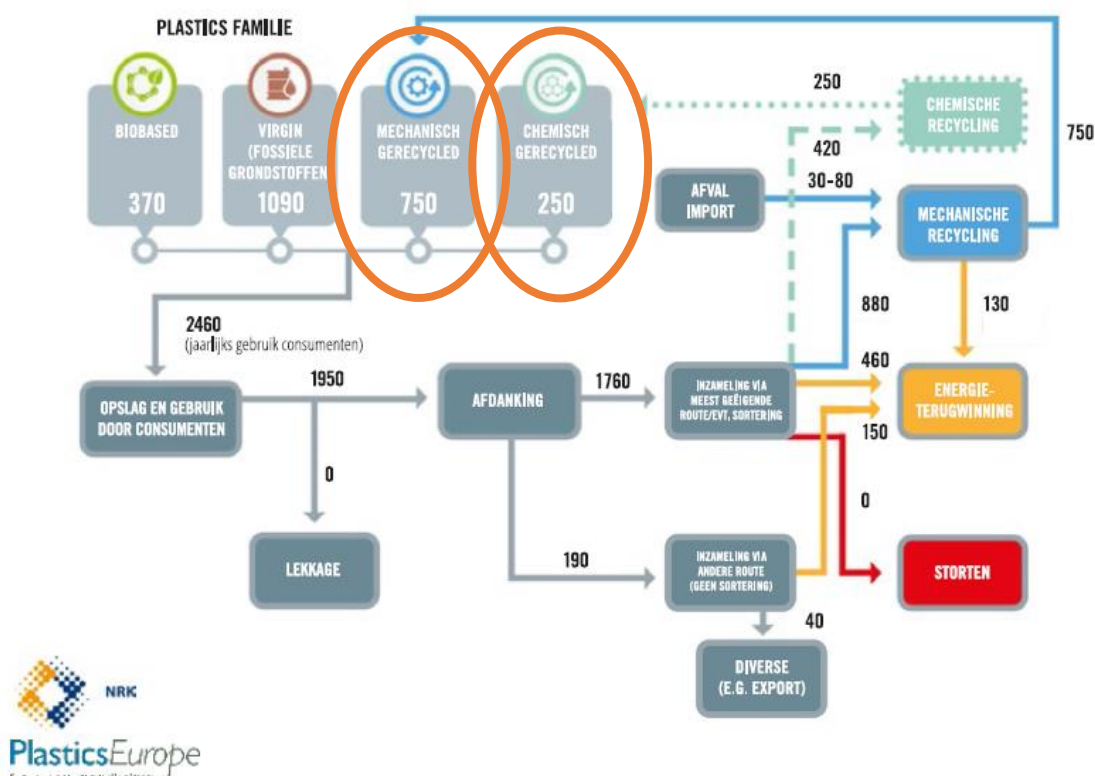 PLASTICS FAMILIE
BIOBASED
370
VIRGIN
(FOSSIELE
GRONDSTOFFEN
1090
MECHANISCH
GERECYCLED
750
CHEMISCH
GERECYCLED
250
250
CHEMISCHE
RECYCLING
420
750
30-80
AFVAL
IMPORT
MECHANISCHE
RECYCLING
880
130
2460
(jaarlijks gebruik consumenten)
OPSLAG EN GEBRUIK
DOOR CONSUMENTEN
1950
AFDANKING
1760
INZAMELING VIA
MEEST GEËIGENDE
ROUTE/EVT, SORTERING
460
150
ENERGIE-
TERUGWINNING
0
LEKKAGE
0
190
INZAMELING VIA
ANDERE ROUTE
(GEEN SORTERING)
STORTEN
40
DIVERSE
(E.G. EXPORT)
NRK
PlasticsEurope